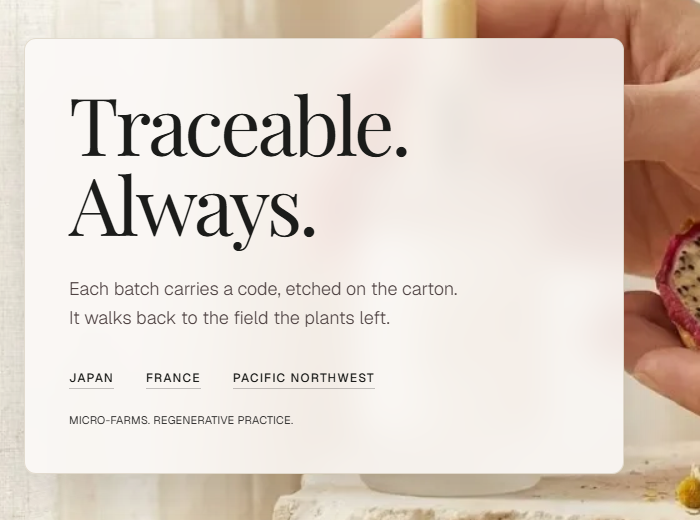 Traceable.
Always.
Each batch carries a code, etched on the carton.
It walks back to the field the plants left.
JAPAN FRANCE PACIFIC NORTHWEST
MICRO-FARMS. REGENERATIVE PRACTICE.